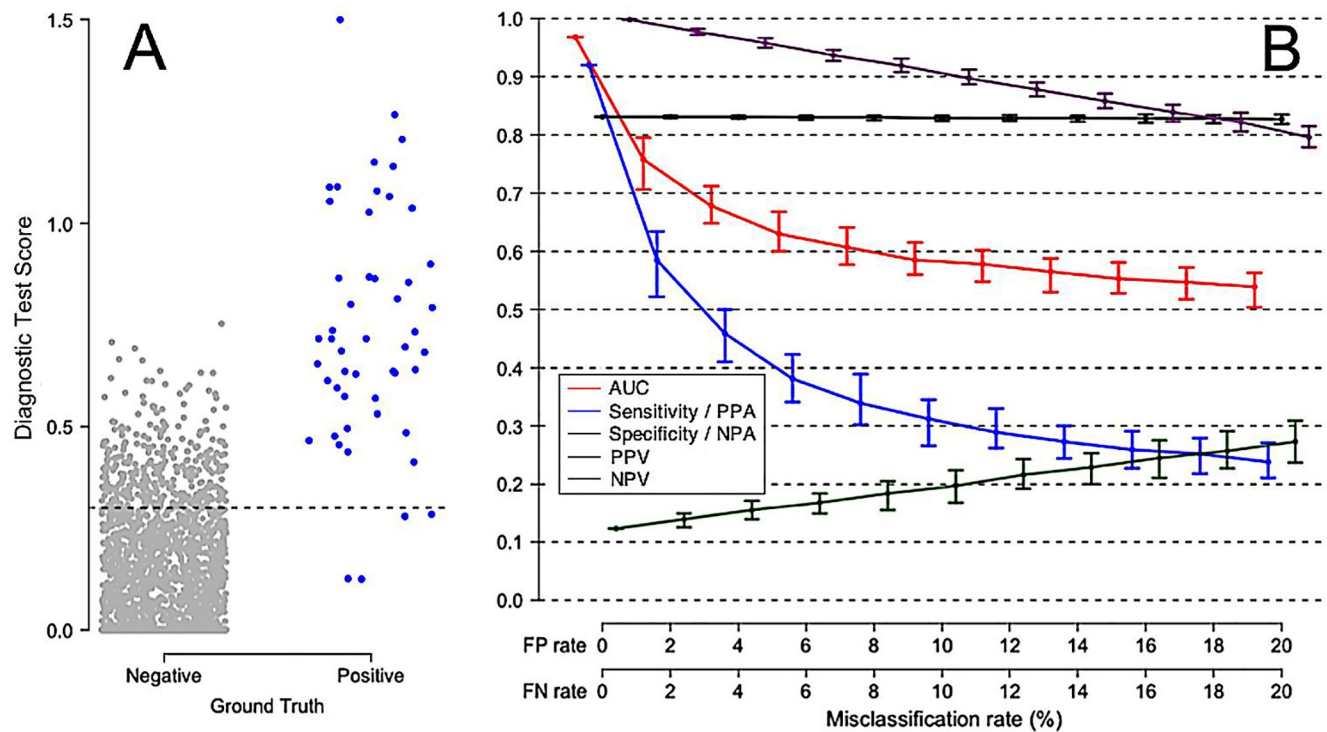 A
1.5
1.0
0.5
0.0
Diagnostic Test Score
Negative
Positive
Ground Truth
B
1.0
0.9
0.8
0.7
0.6
0.5
0.4
0.3
0.2
0.1
0.0
AUC
Sensitivity / PPA
Specificity / NPA
PPV
NPV
FP rate 0 2 4 6 8 10 12 14 16 18 20
FN rate 0 2 4 6 8 10 12 14 16 18 20
Misclassification rate (%)